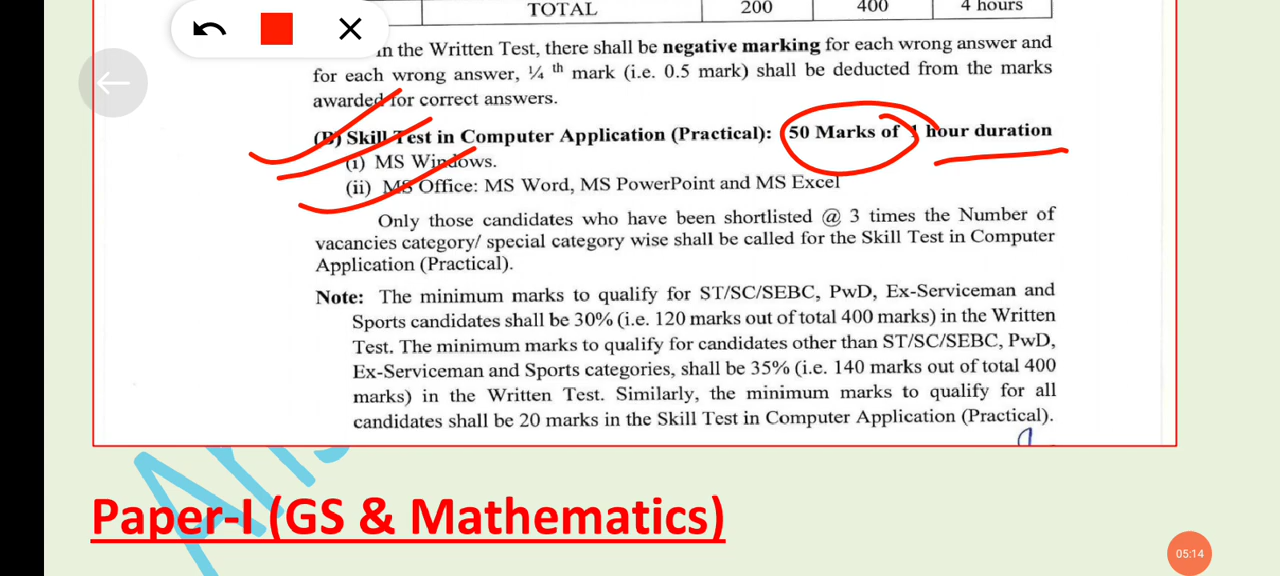 TOTAL 200 400 4 hours
in the Written Test, there shall be negative marking for each wrong answer and
for each wrong answer, ¼ th mark (i.e. 0.5 mark) shall be deducted from the marks
awarded for correct answers.
(B) Skill Test in Computer Application (Practical): 50 Marks of 1 hour duration
(i) MS Windows.
(ii) MS Office: MS Word, MS PowerPoint and MS Excel
Only those candidates who have been shortlisted @ 3 times the Number of
vacancies category/ special category wise shall be called for the Skill Test in Computer
Application (Practical).
Note: The minimum marks to qualify for ST/SC/SEBC, PwD, Ex-Serviceman and
Sports candidates shall be 30% (i.e. 120 marks out of total 400 marks) in the Written
Test. The minimum marks to qualify for candidates other than ST/SC/SEBC, PwD,
Ex-Serviceman and Sports categories, shall be 35% (i.e. 140 marks out of total 400
marks) in the Written Test. Similarly, the minimum marks to qualify for all
candidates shall be 20 marks in the Skill Test in Computer Application (Practical).
Paper-I (GS & Mathematics)
05:14